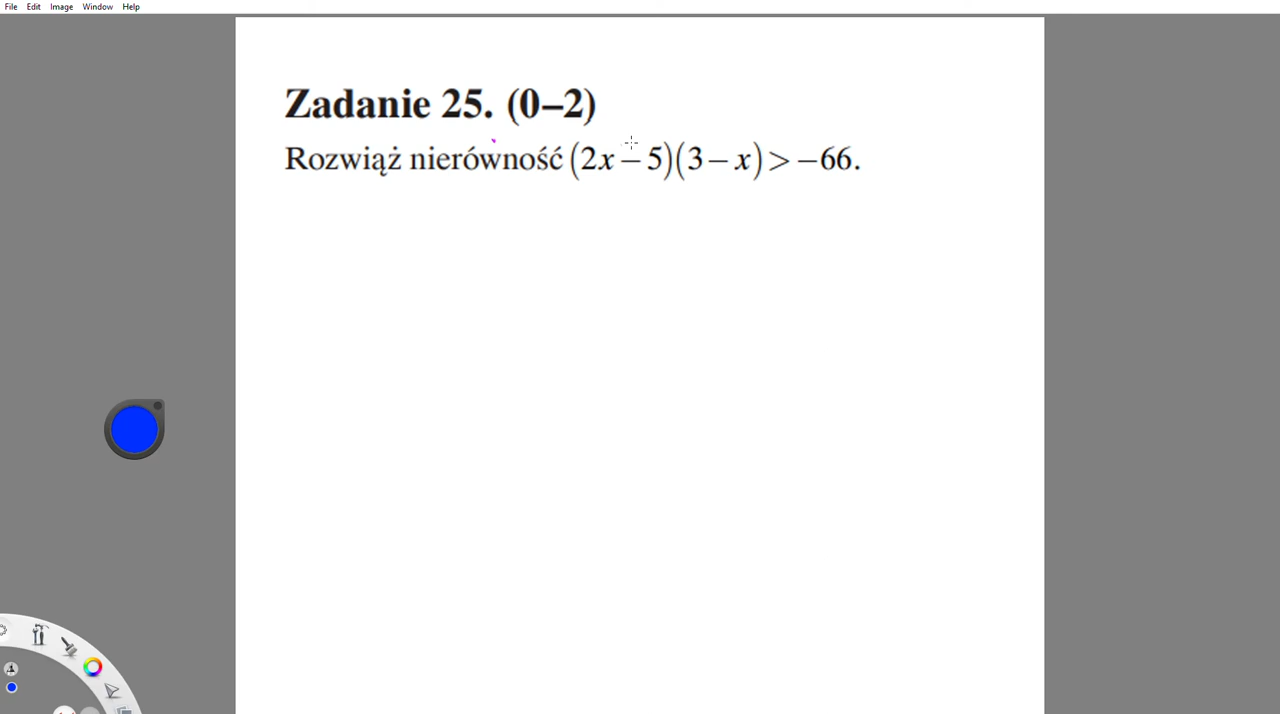 File Edit Image Window Help
Zadanie 25. (0–2)
Rozwiąż nierówność (2x – 5)(3 – x) > –66.